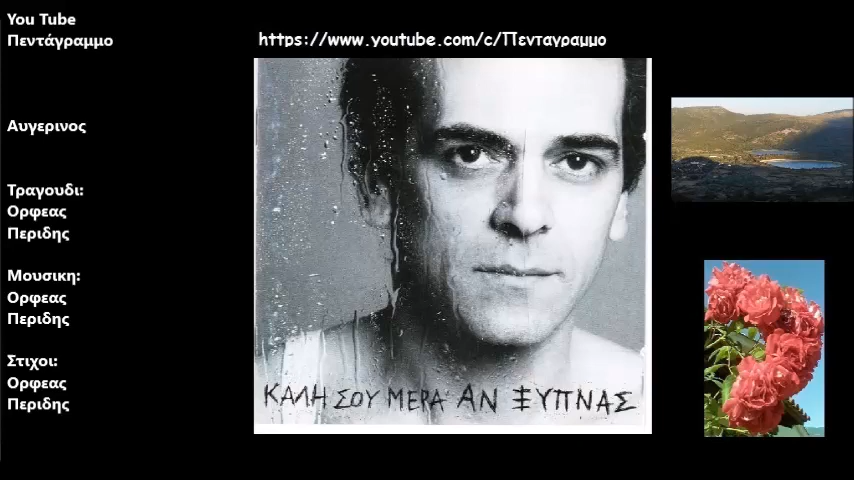 You Tube
Πεντάγραμμο
https://www.youtube.com/c/Πενταγραμμο
Αυγερινος
Τραγουδι:
Ορφεας
Περιδης
Μουσικη:
Ορφεας
Περιδης
Στιχοι:
Ορφεας
Περιδης
ΚΑΛΗ ΣΟΥ ΜΕΡΑ ΑΝ ΞΥΠΝΑΣ